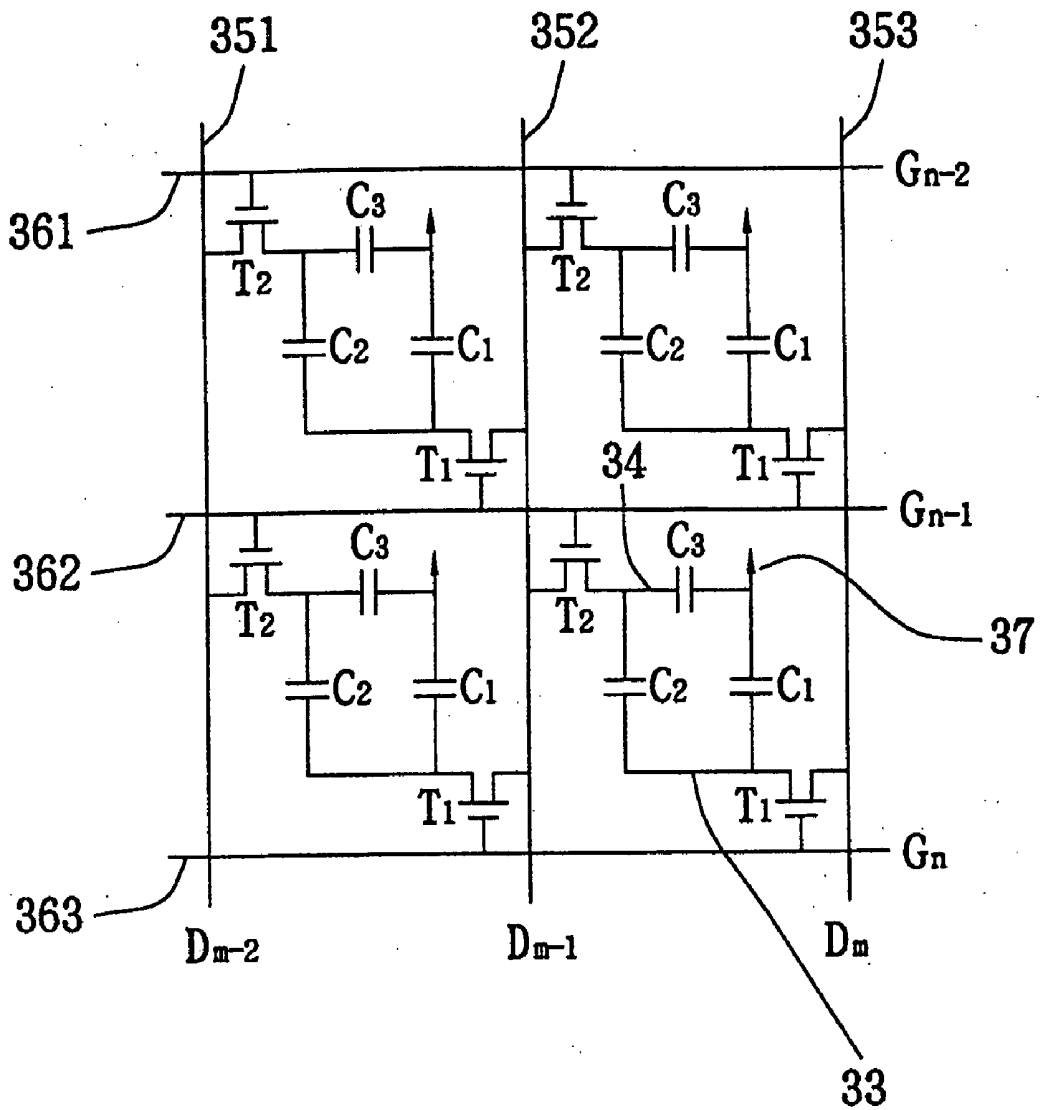 351 352 353
Gn-2
361
C3 C3
T2 T2
C2 C1 C2 C1
T1 34 T1
Gn-1
362
C3 C3
T2 T2
37
C2 C1 C2 C1
T1 T1
Gn
363
Dm-2 Dm-1 Dm
33